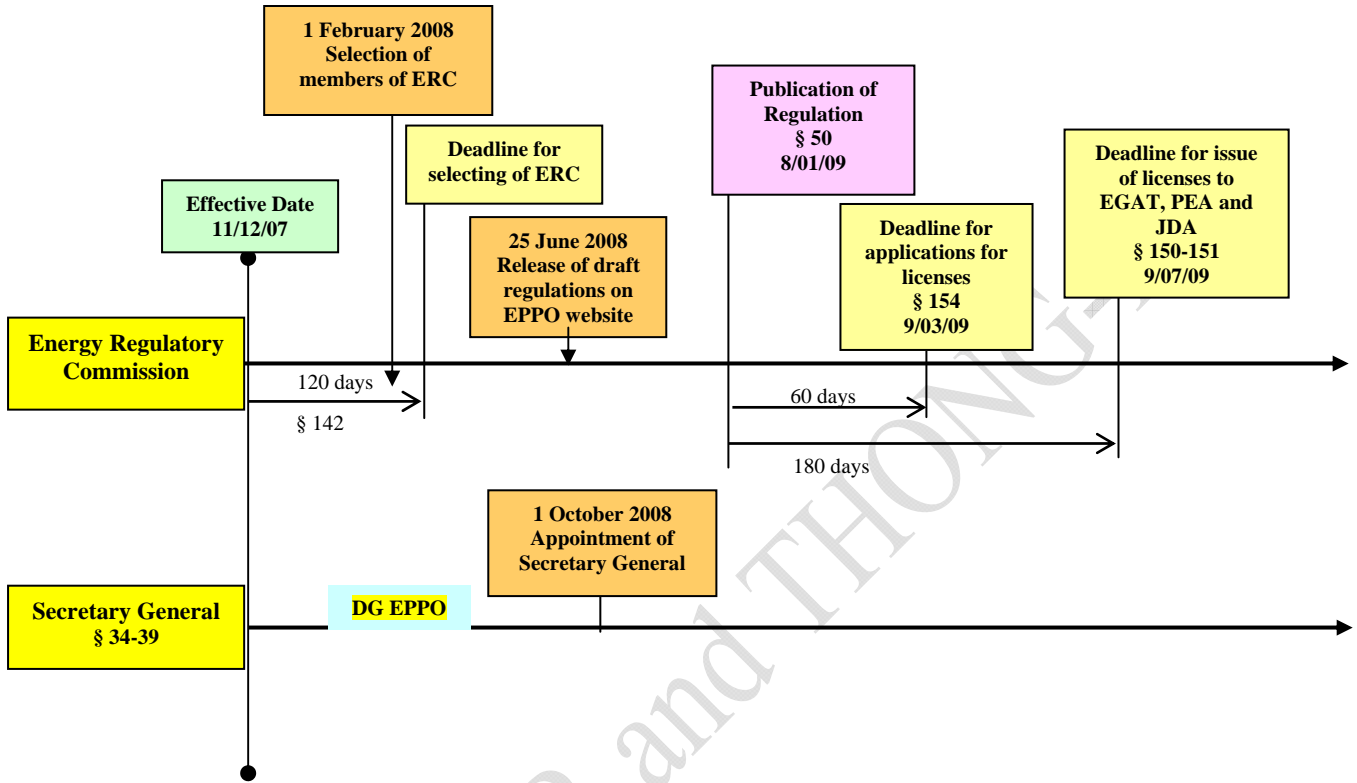 1 February 2008
Selection of
members of ERC
Publication of
Regulation
§ 50
8/01/09
Deadline for
selecting of ERC
Deadline for issue
of licenses to
EGAT, PEA and
JDA
§ 150-151
9/07/09
Effective Date
11/12/07
25 June 2008
Release of draft
regulations on
EPPO website
Deadline for
applications for
licenses
§ 154
9/03/09
Energy Regulatory
Commission
120 days
§ 142
60 days
180 days
1 October 2008
Appointment of
Secretary General
Secretary General
§ 34-39
DG EPPO
and THONG-